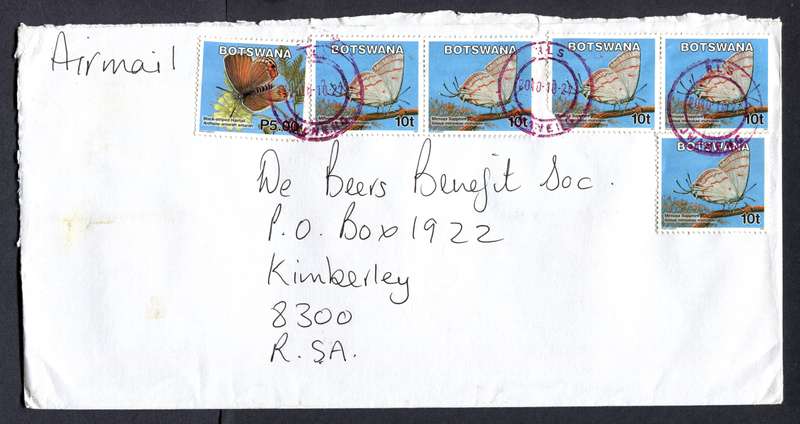 Airmail
BOTSWANA
P5.00
BOTSWANA
10t
BOTSWANA
10t
BOTSWANA
10t
BOTSWANA
10t
BOTSWANA
10t
De Beers Benefit Soc.
P.O. Box 1922
Kimberley
8300
R.SA.